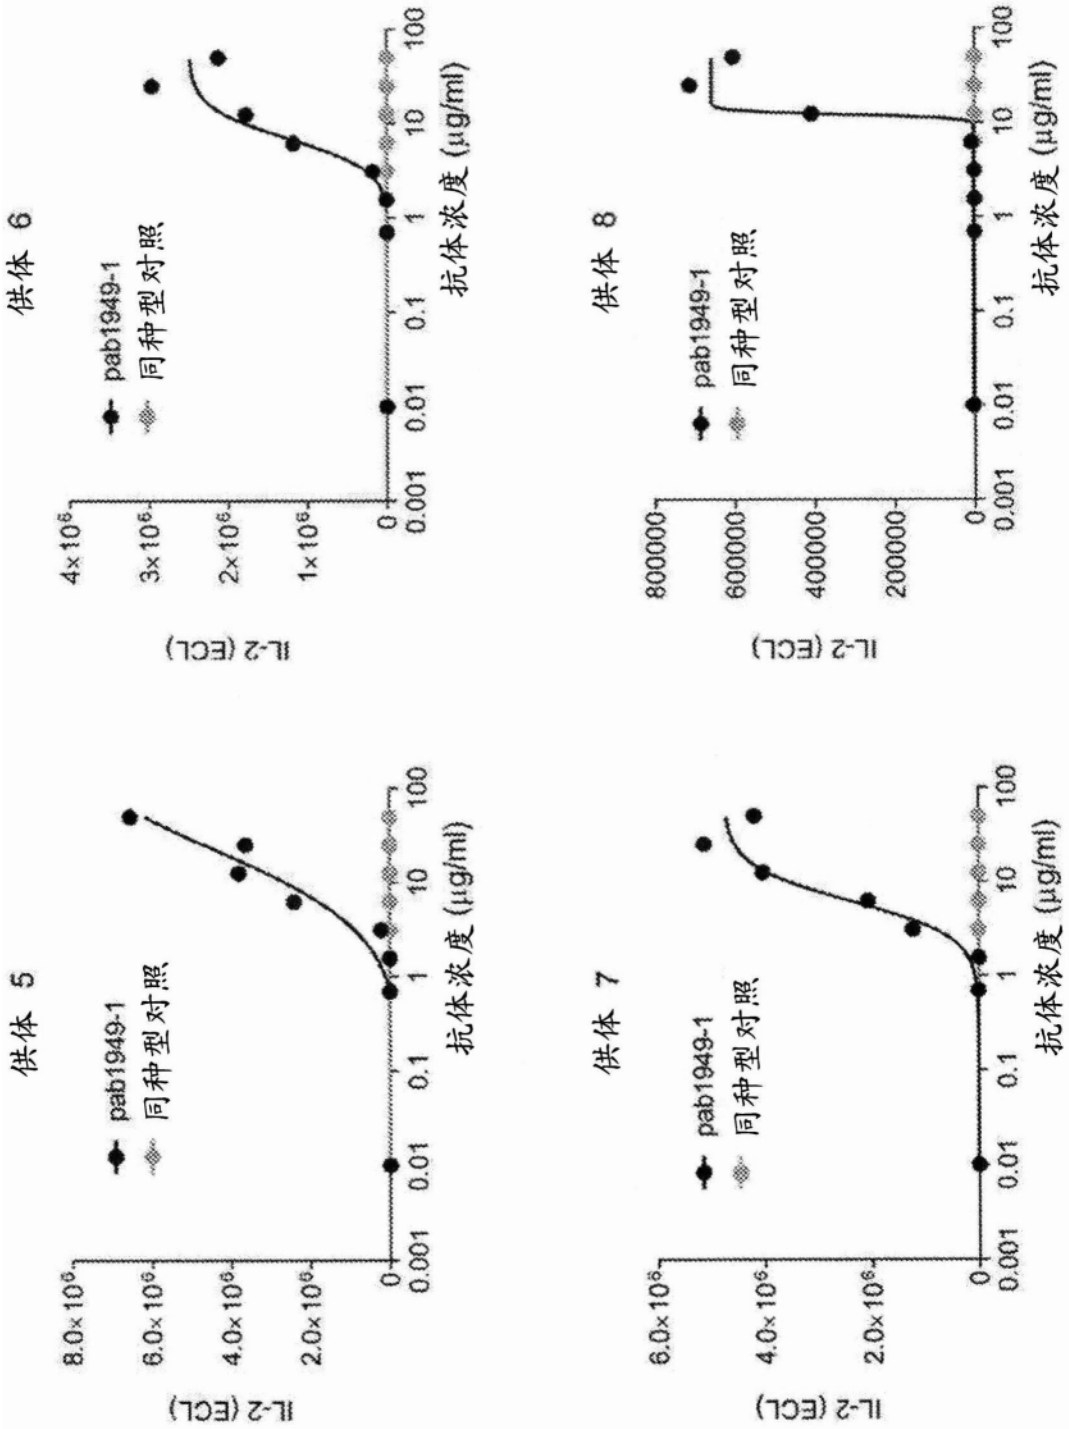 供体 5
IL-2 (ECL)
8.0×10⁶
6.0×10⁶
4.0×10⁶
2.0×10⁶
0
pab1949-1
同种型对照
0.001
0.01
0.1
1
10
100
抗体浓度 (μg/ml)
供体 6
IL-2 (ECL)
4×10⁶
3×10⁶
2×10⁶
1×10⁶
0
pab1949-1
同种型对照
0.001
0.01
0.1
1
10
100
抗体浓度 (μg/ml)
供体 7
IL-2 (ECL)
6.0×10⁶
4.0×10⁶
2.0×10⁶
0
pab1949-1
同种型对照
0.001
0.01
0.1
1
10
100
抗体浓度 (μg/ml)
供体 8
IL-2 (ECL)
800000
600000
400000
200000
0
pab1949-1
同种型对照
0.001
0.01
0.1
1
10
100
抗体浓度 (μg/ml)